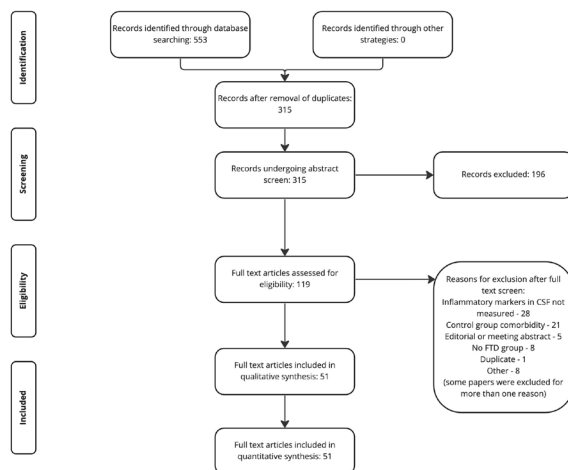 Identification
Records identified through database
searching: 553
Records identified through other
strategies: 0
Records after removal of duplicates:
315
Screening
Records undergoing abstract
screen: 315
Records excluded: 196
Eligibility
Full text articles assessed for
eligibility: 119
Reasons for exclusion after full
text screen:
Inflammatory markers in CSF not
measured - 28
Control group comorbidity - 21
Editorial or meeting abstract - 5
No FTD group - 8
Duplicate - 1
Other - 8
(some papers were excluded for
more than one reason)
Included
Full text articles included in
qualitative synthesis: 51
Full text articles included in
quantitative synthesis: 51